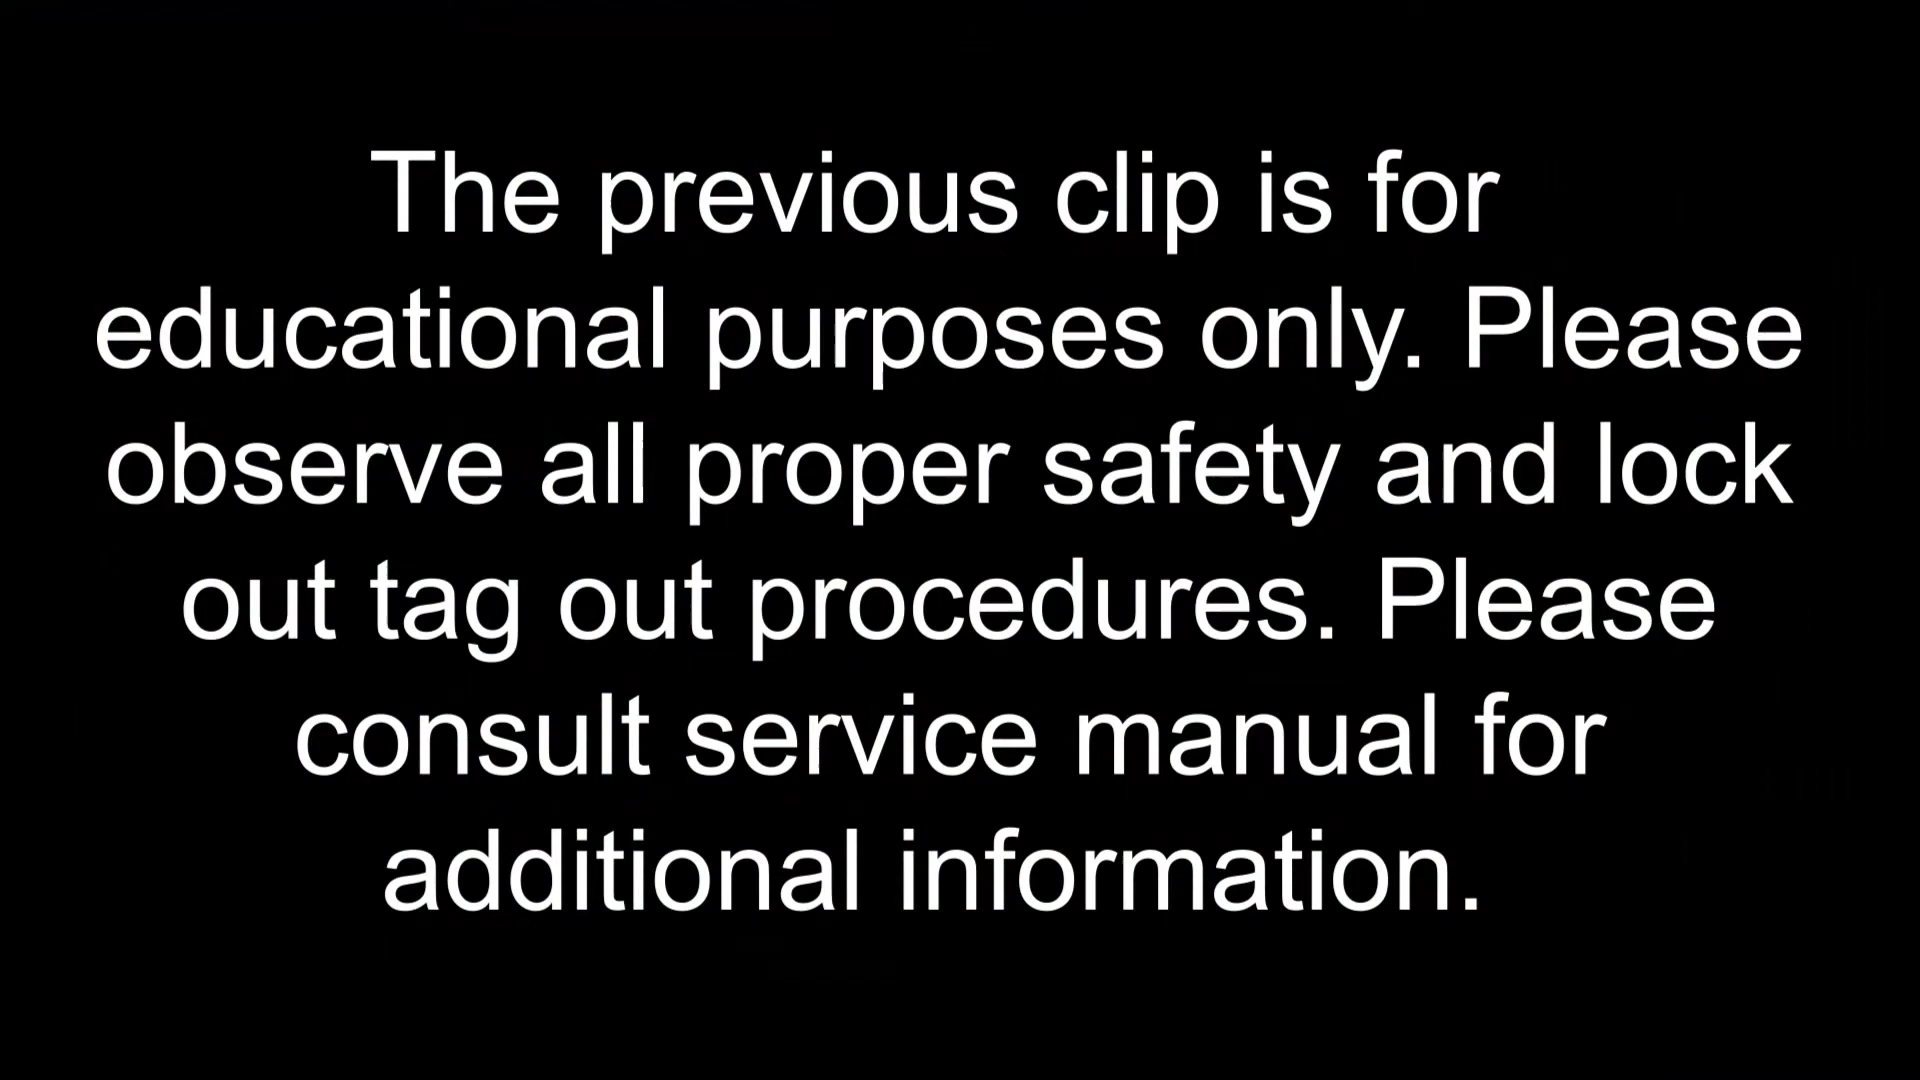 The previous clip is for
educational purposes only. Please
observe all proper safety and lock
out tag out procedures. Please
consult service manual for
additional information.